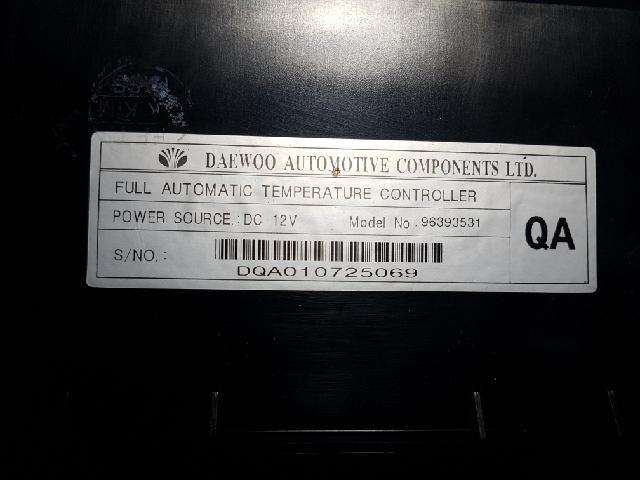 DAEWOO AUTOMOTIVE COMPONENTS LTD.
FULL AUTOMATIC TEMPERATURE CONTROLLER
POWER SOURCE.: DC 12V Model No.: 96393531
QA
S/NO. :
DQA010725069